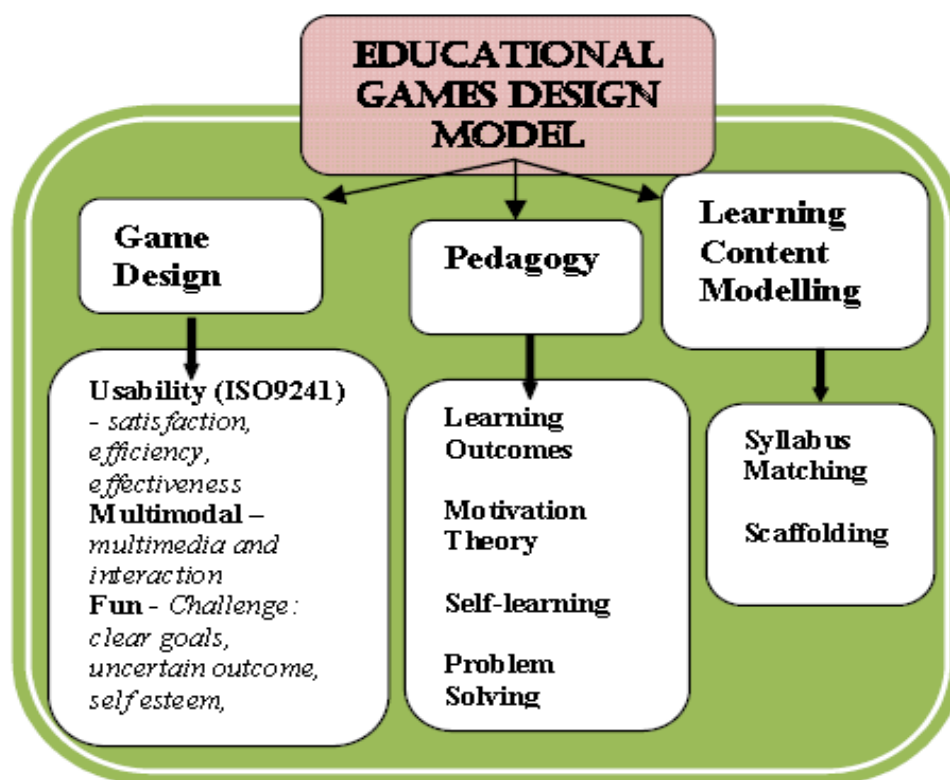 EDUCATIONAL
GAMES DESIGN
MODEL
Game
Design
Pedagogy
Learning
Content
Modelling
Usability (ISO9241)
- satisfaction,
efficiency,
effectiveness
Multimodal –
multimedia and
interaction
Fun - Challenge:
clear goals,
uncertain outcome,
self esteem,
Learning
Outcomes
Motivation
Theory
Self-learning
Problem
Solving
Syllabus
Matching
Scaffolding